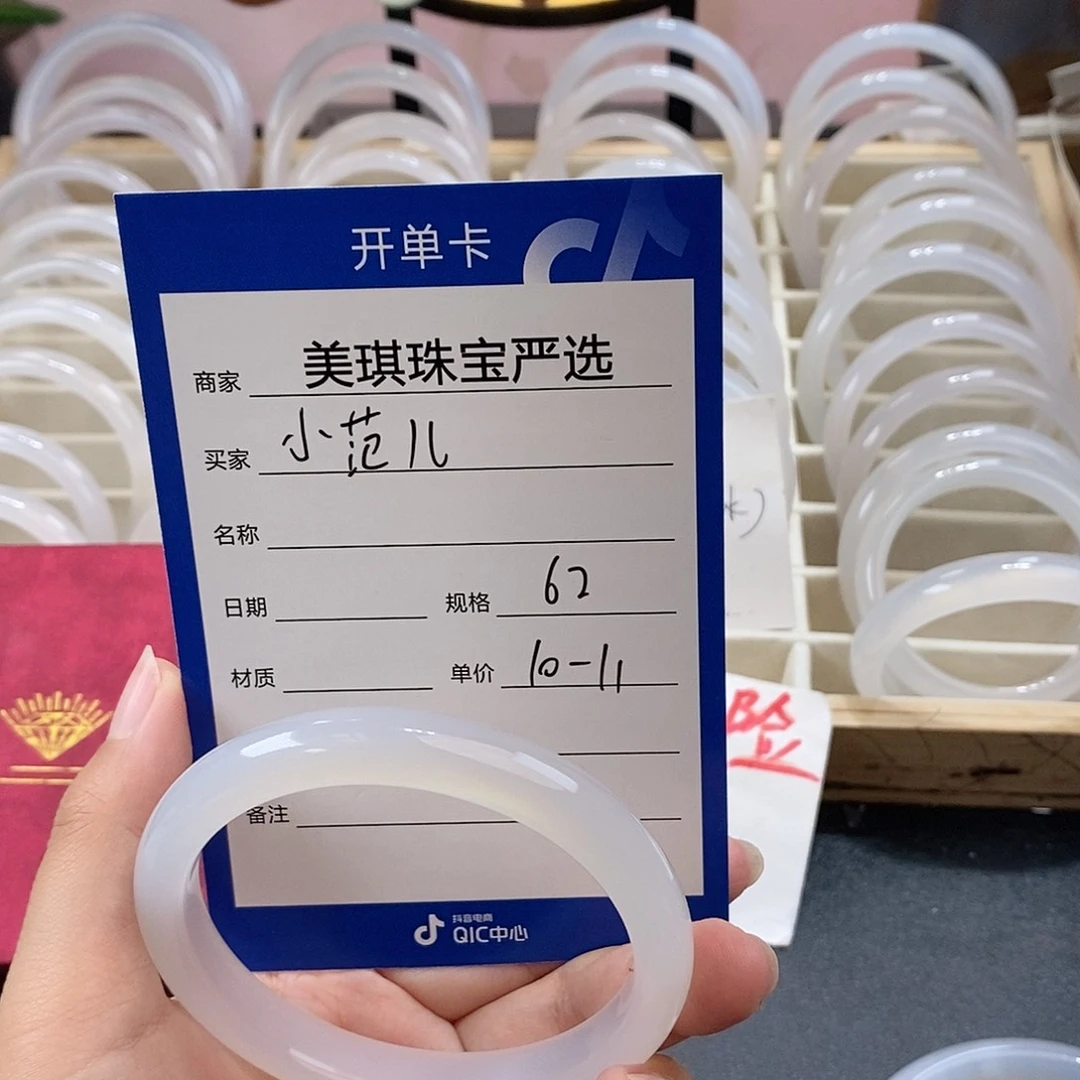 开单卡
商家 美琪珠宝严选
买家 小范儿
名称
日期 规格 62
材质 单价 10-11
备注
抖音电商
QIC中心